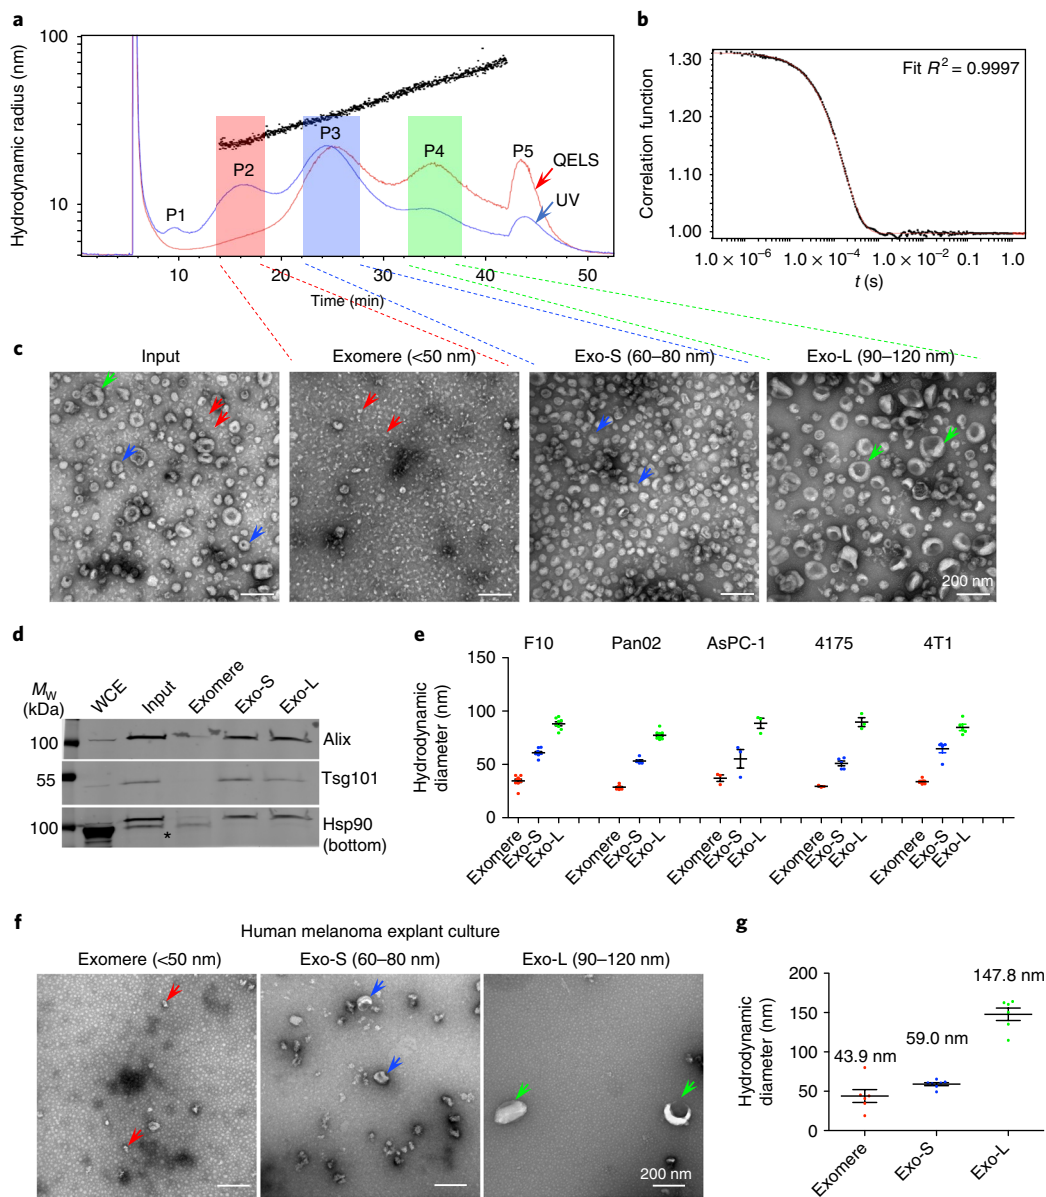 a
100
10
Hydrodynamic radius (nm)
P1
P2
P3
P4
P5
QELS
UV
10
20
30
40
50
Time (min)
b
Fit R² = 0.9997
1.30
1.20
1.10
1.00
Correlation function
1.0 × 10⁻⁶
1.0 × 10⁻⁴
1.0 × 10⁻²
0.1
1.0
t (s)
c
Input
Exomere (<50 nm)
Exo-S (60–80 nm)
Exo-L (90–120 nm)
200 nm
d
Mw
(kDa)
WCE
Input
Exomere
Exo-S
Exo-L
100
Alix
55
Tsg101
100
*
Hsp90
(bottom)
e
F10
Pan02
AsPC-1
4175
4T1
150
100
50
0
Hydrodynamic
diameter (nm)
Exomere
Exo-S
Exo-L
Exomere
Exo-S
Exo-L
Exomere
Exo-S
Exo-L
Exomere
Exo-S
Exo-L
Exomere
Exo-S
Exo-L
f
Human melanoma explant culture
Exomere (<50 nm)
Exo-S (60–80 nm)
Exo-L (90–120 nm)
200 nm
g
200
150
100
50
0
Hydrodynamic
diameter (nm)
43.9 nm
59.0 nm
147.8 nm
Exomere
Exo-S
Exo-L